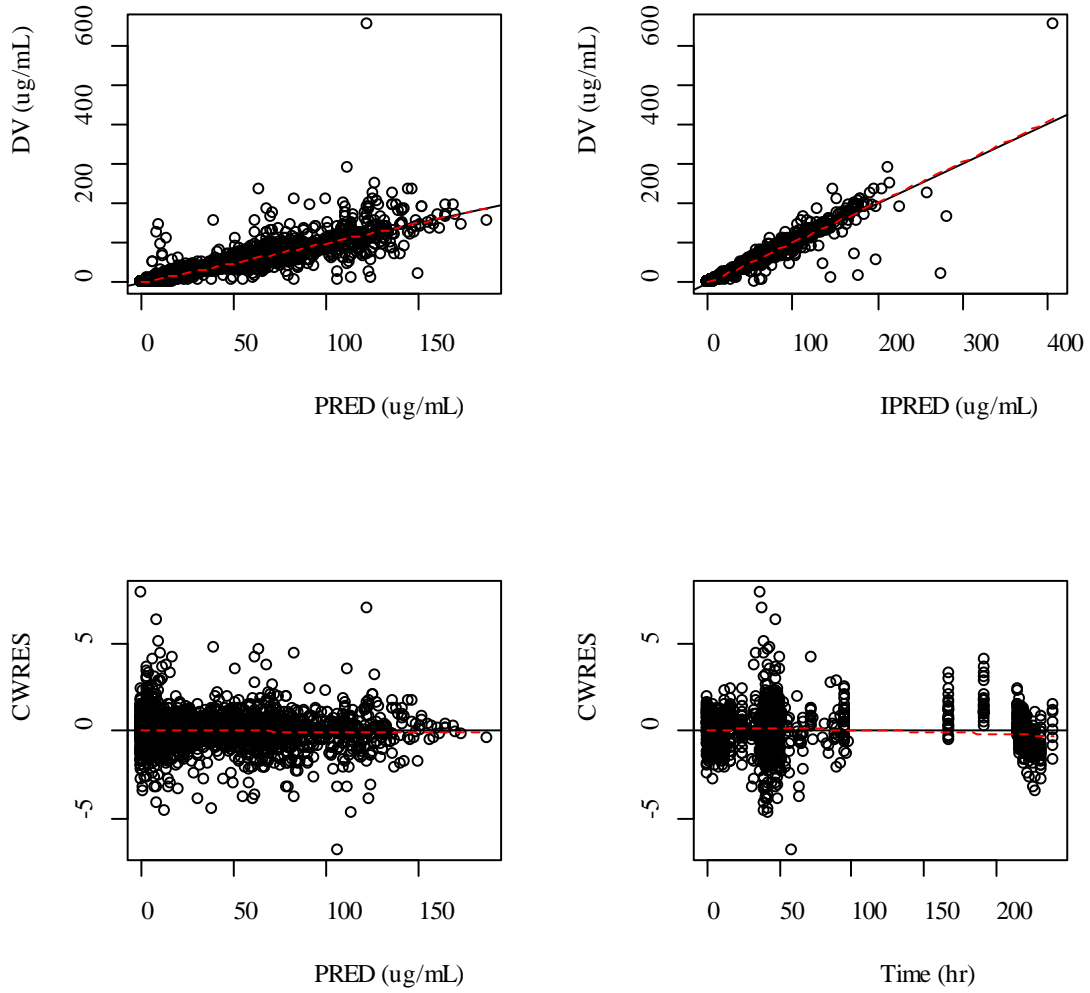 DV (ug/mL)
0 200 400 600
0 50 100 150
PRED (ug/mL)
DV (ug/mL)
0 200 400 600
0 100 200 300 400
IPRED (ug/mL)
CWRES
-5 0 5
0 50 100 150
PRED (ug/mL)
CWRES
-5 0 5
0 50 100 150 200
Time (hr)